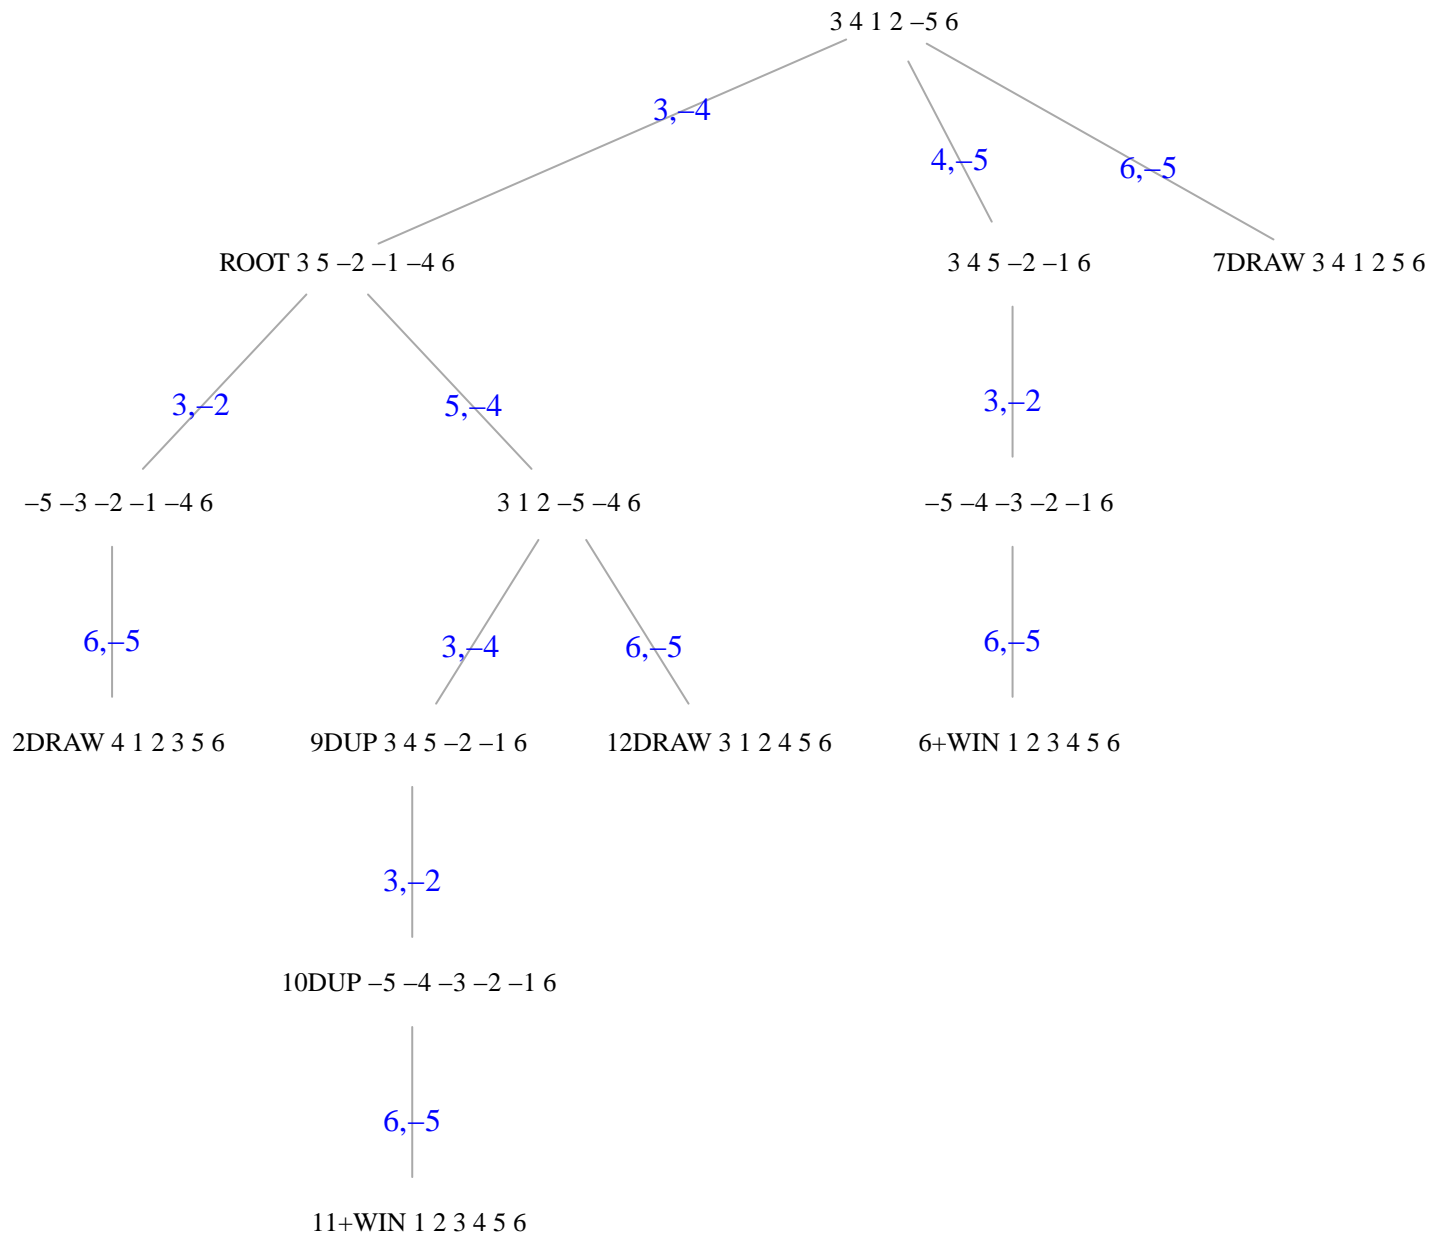 3 4 1 2 –5 6
3,–4
4,–5
6,–5
ROOT 3 5 –2 –1 –4 6
3 4 5 –2 –1 6
7DRAW 3 4 1 2 5 6
3,–2
5,–4
3,–2
–5 –3 –2 –1 –4 6
3 1 2 –5 –4 6
–5 –4 –3 –2 –1 6
6,–5
3,–4
6,–5
6,–5
2DRAW 4 1 2 3 5 6
9DUP 3 4 5 –2 –1 6
12DRAW 3 1 2 4 5 6
6+WIN 1 2 3 4 5 6
3,–2
10DUP –5 –4 –3 –2 –1 6
6,–5
11+WIN 1 2 3 4 5 6